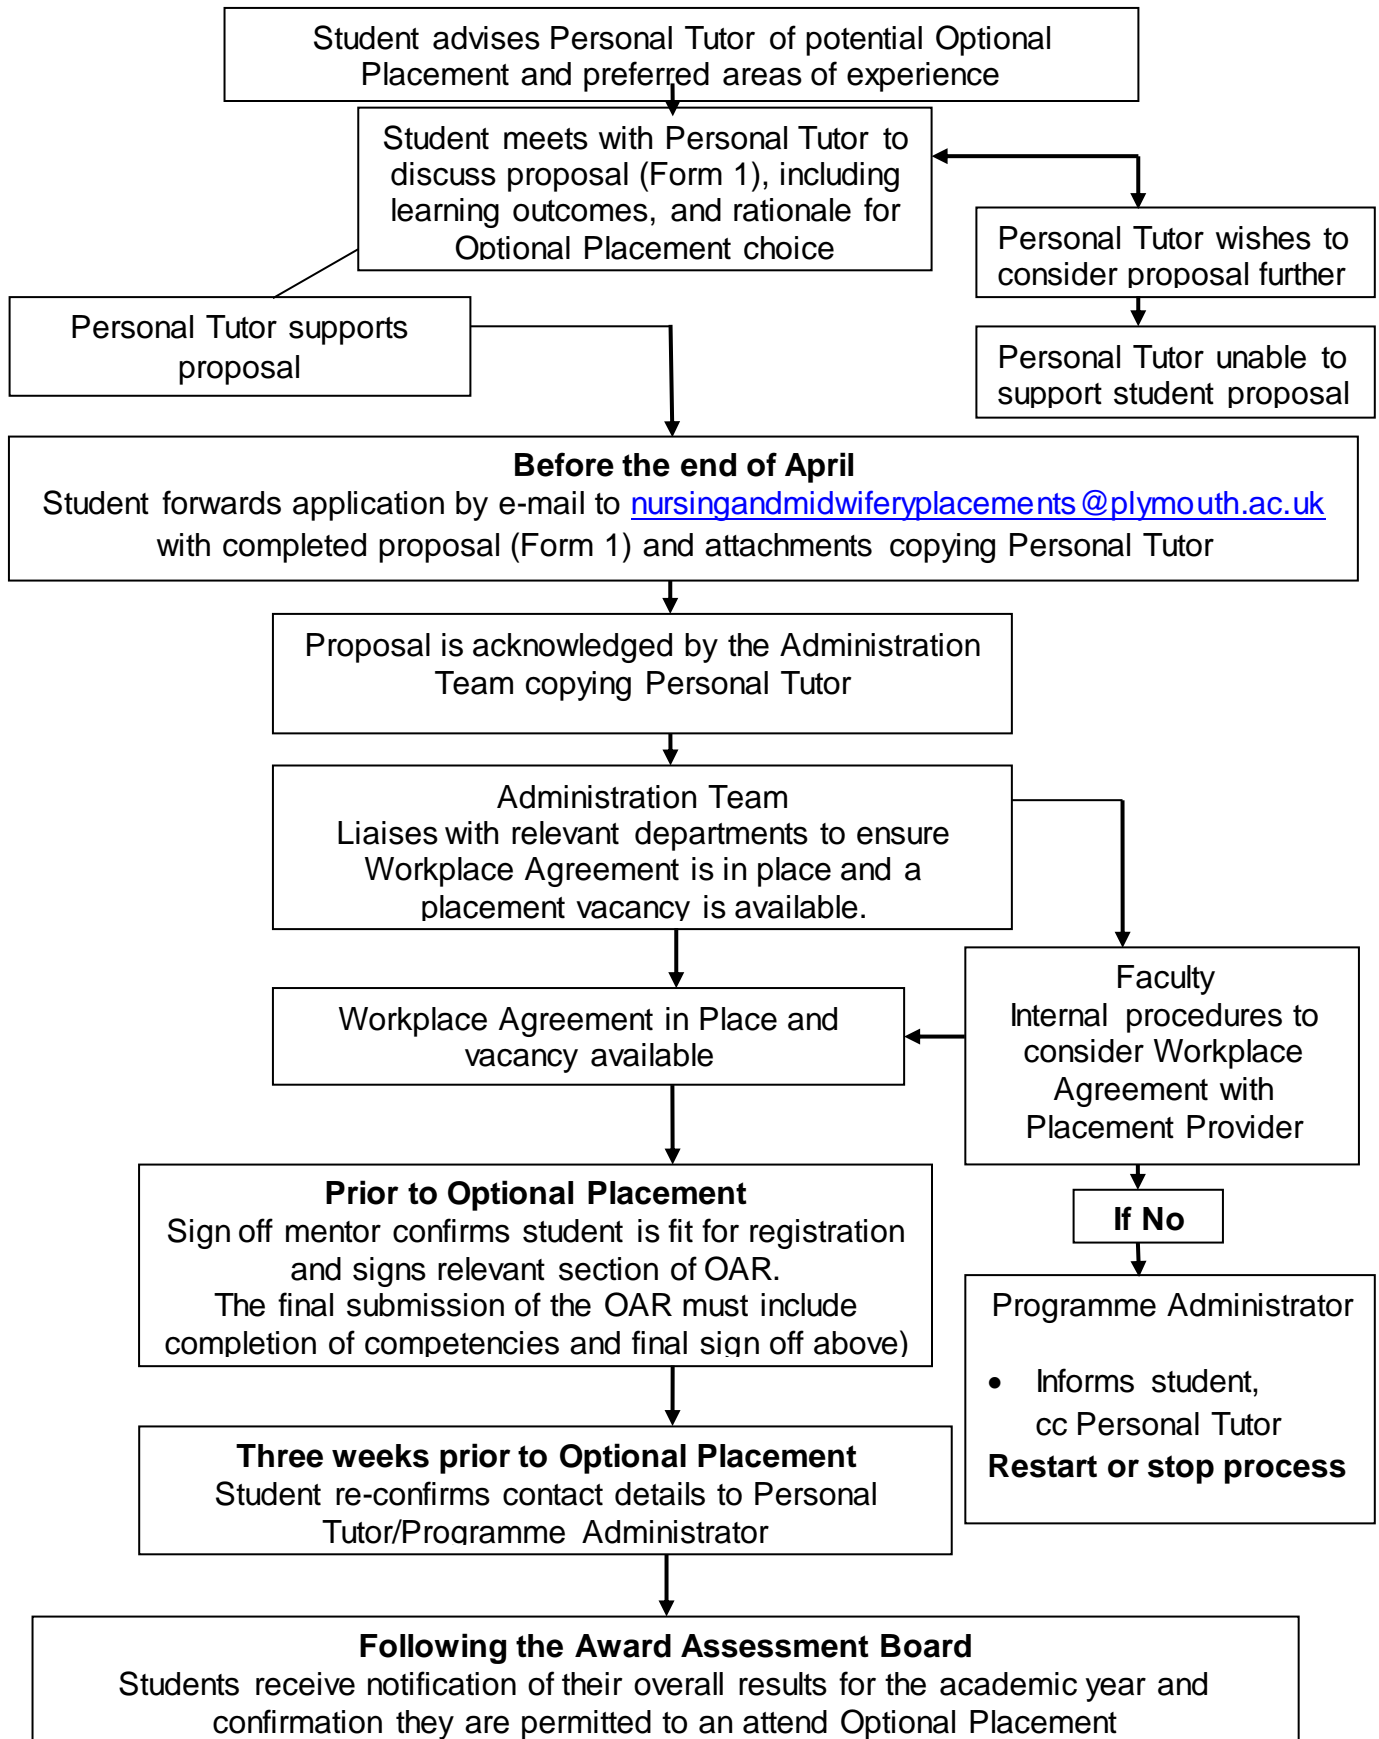 Student advises Personal Tutor of potential Optional
Placement and preferred areas of experience
Student meets with Personal Tutor to
discuss proposal (Form 1), including
learning outcomes, and rationale for
Optional Placement choice
Personal Tutor wishes to
consider proposal further
Personal Tutor supports
proposal
Personal Tutor unable to
support student proposal
Before the end of April
Student forwards application by e-mail to nursingandmidwiferyplacements@plymouth.ac.uk
with completed proposal (Form 1) and attachments copying Personal Tutor
Proposal is acknowledged by the Administration
Team copying Personal Tutor
Administration Team
Liaises with relevant departments to ensure
Workplace Agreement is in place and a
placement vacancy is available.
Faculty
Internal procedures to
consider Workplace
Agreement with
Placement Provider
Workplace Agreement in Place and
vacancy available
Prior to Optional Placement
Sign off mentor confirms student is fit for registration
and signs relevant section of OAR.
The final submission of the OAR must include
completion of competencies and final sign off above)
If No
Programme Administrator
• Informs student,
cc Personal Tutor
Restart or stop process
Three weeks prior to Optional Placement
Student re-confirms contact details to Personal
Tutor/Programme Administrator
Following the Award Assessment Board
Students receive notification of their overall results for the academic year and
confirmation they are permitted to an attend Optional Placement